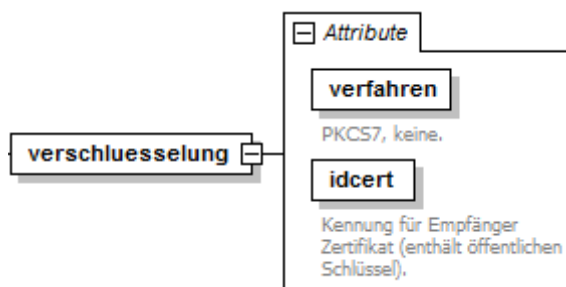 Attribute
verfahren
PKCS7, keine.
verschluesselung
idcert
Kennung für Empfänger
Zertifikat (enthält öffentlichen
Schlüssel).